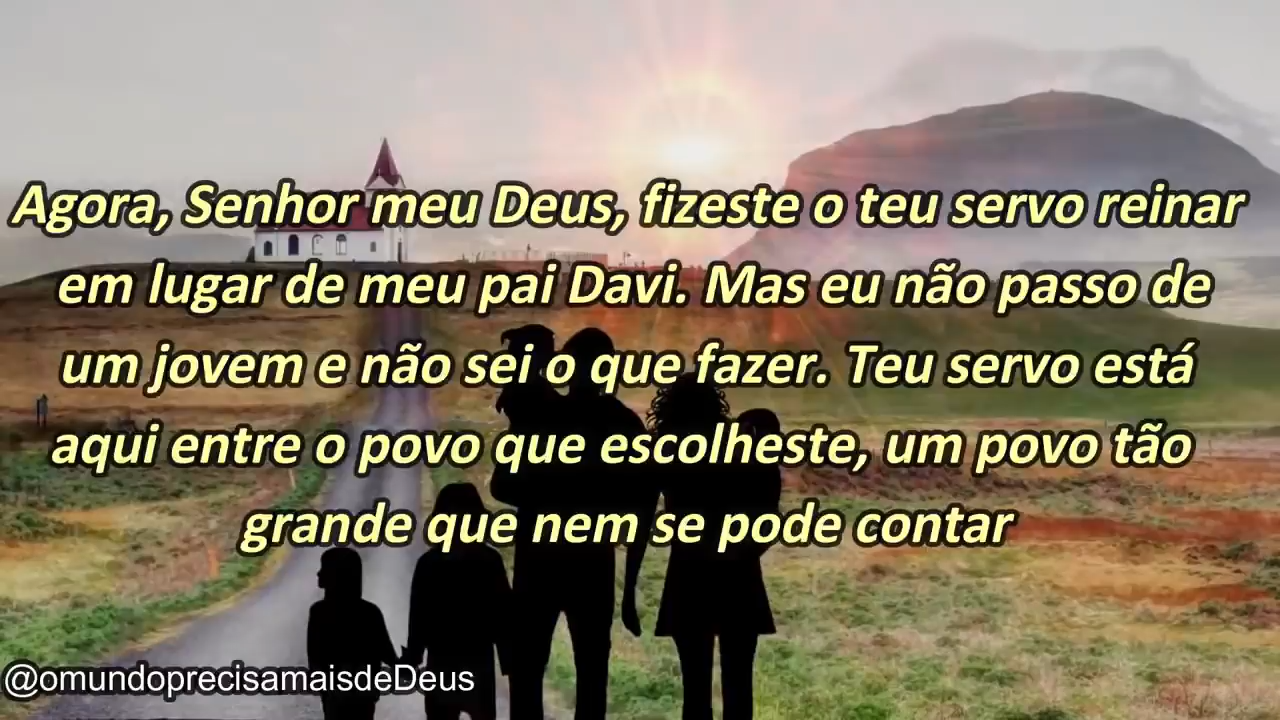 Agora, Senhor meu Deus, fizeste o teu servo reinar
em lugar de meu pai Davi. Mas eu não passo de
um jovem e não sei o que fazer. Teu servo está
aqui entre o povo que escolheste, um povo tão
grande que nem se pode contar
@omundoprecisamaisdeDeus